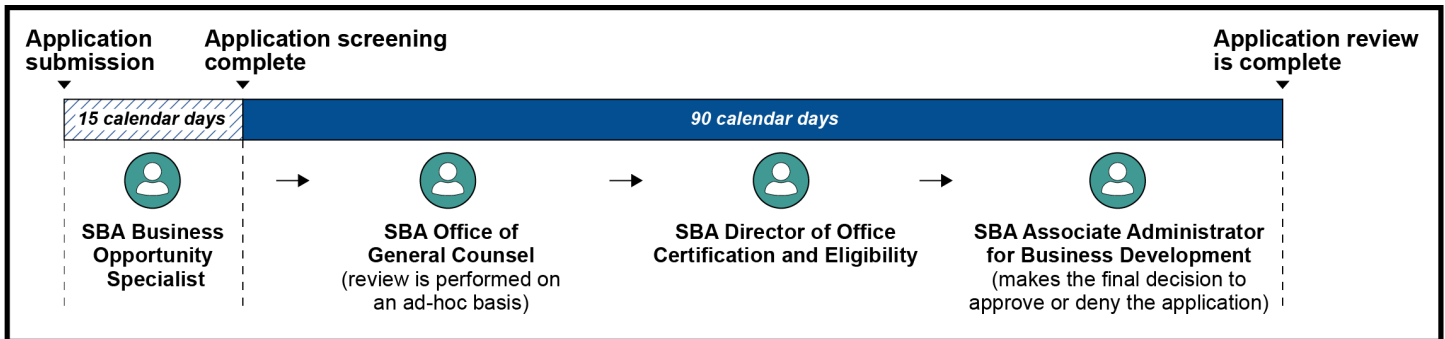 Application
submission
Application screening
complete
Application review
is complete
15 calendar days
90 calendar days
SBA Business
Opportunity
Specialist
SBA Office of
General Counsel
(review is performed on
an ad-hoc basis)
SBA Director of Office
Certification and Eligibility
SBA Associate Administrator
for Business Development
(makes the final decision to
approve or deny the application)